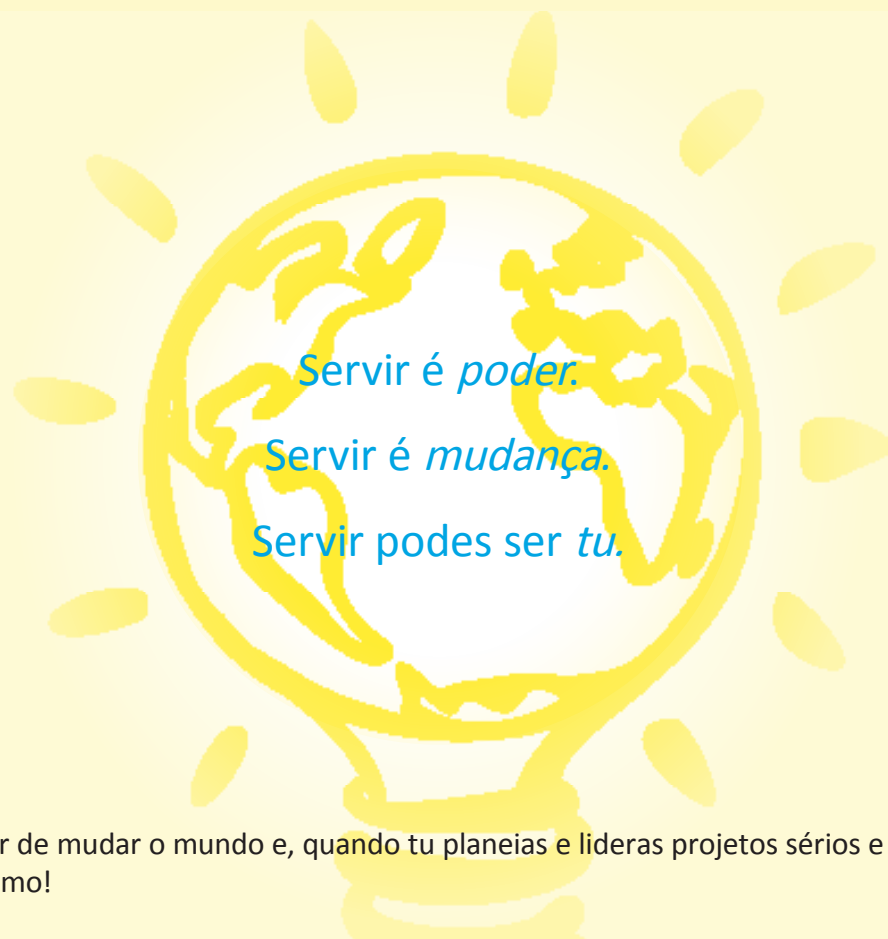 Servir é poder.
Servir é mudança.
Servir podes ser tu.
r de mudar o mundo e, quando tu planeias e lideras projetos sérios e
mo!